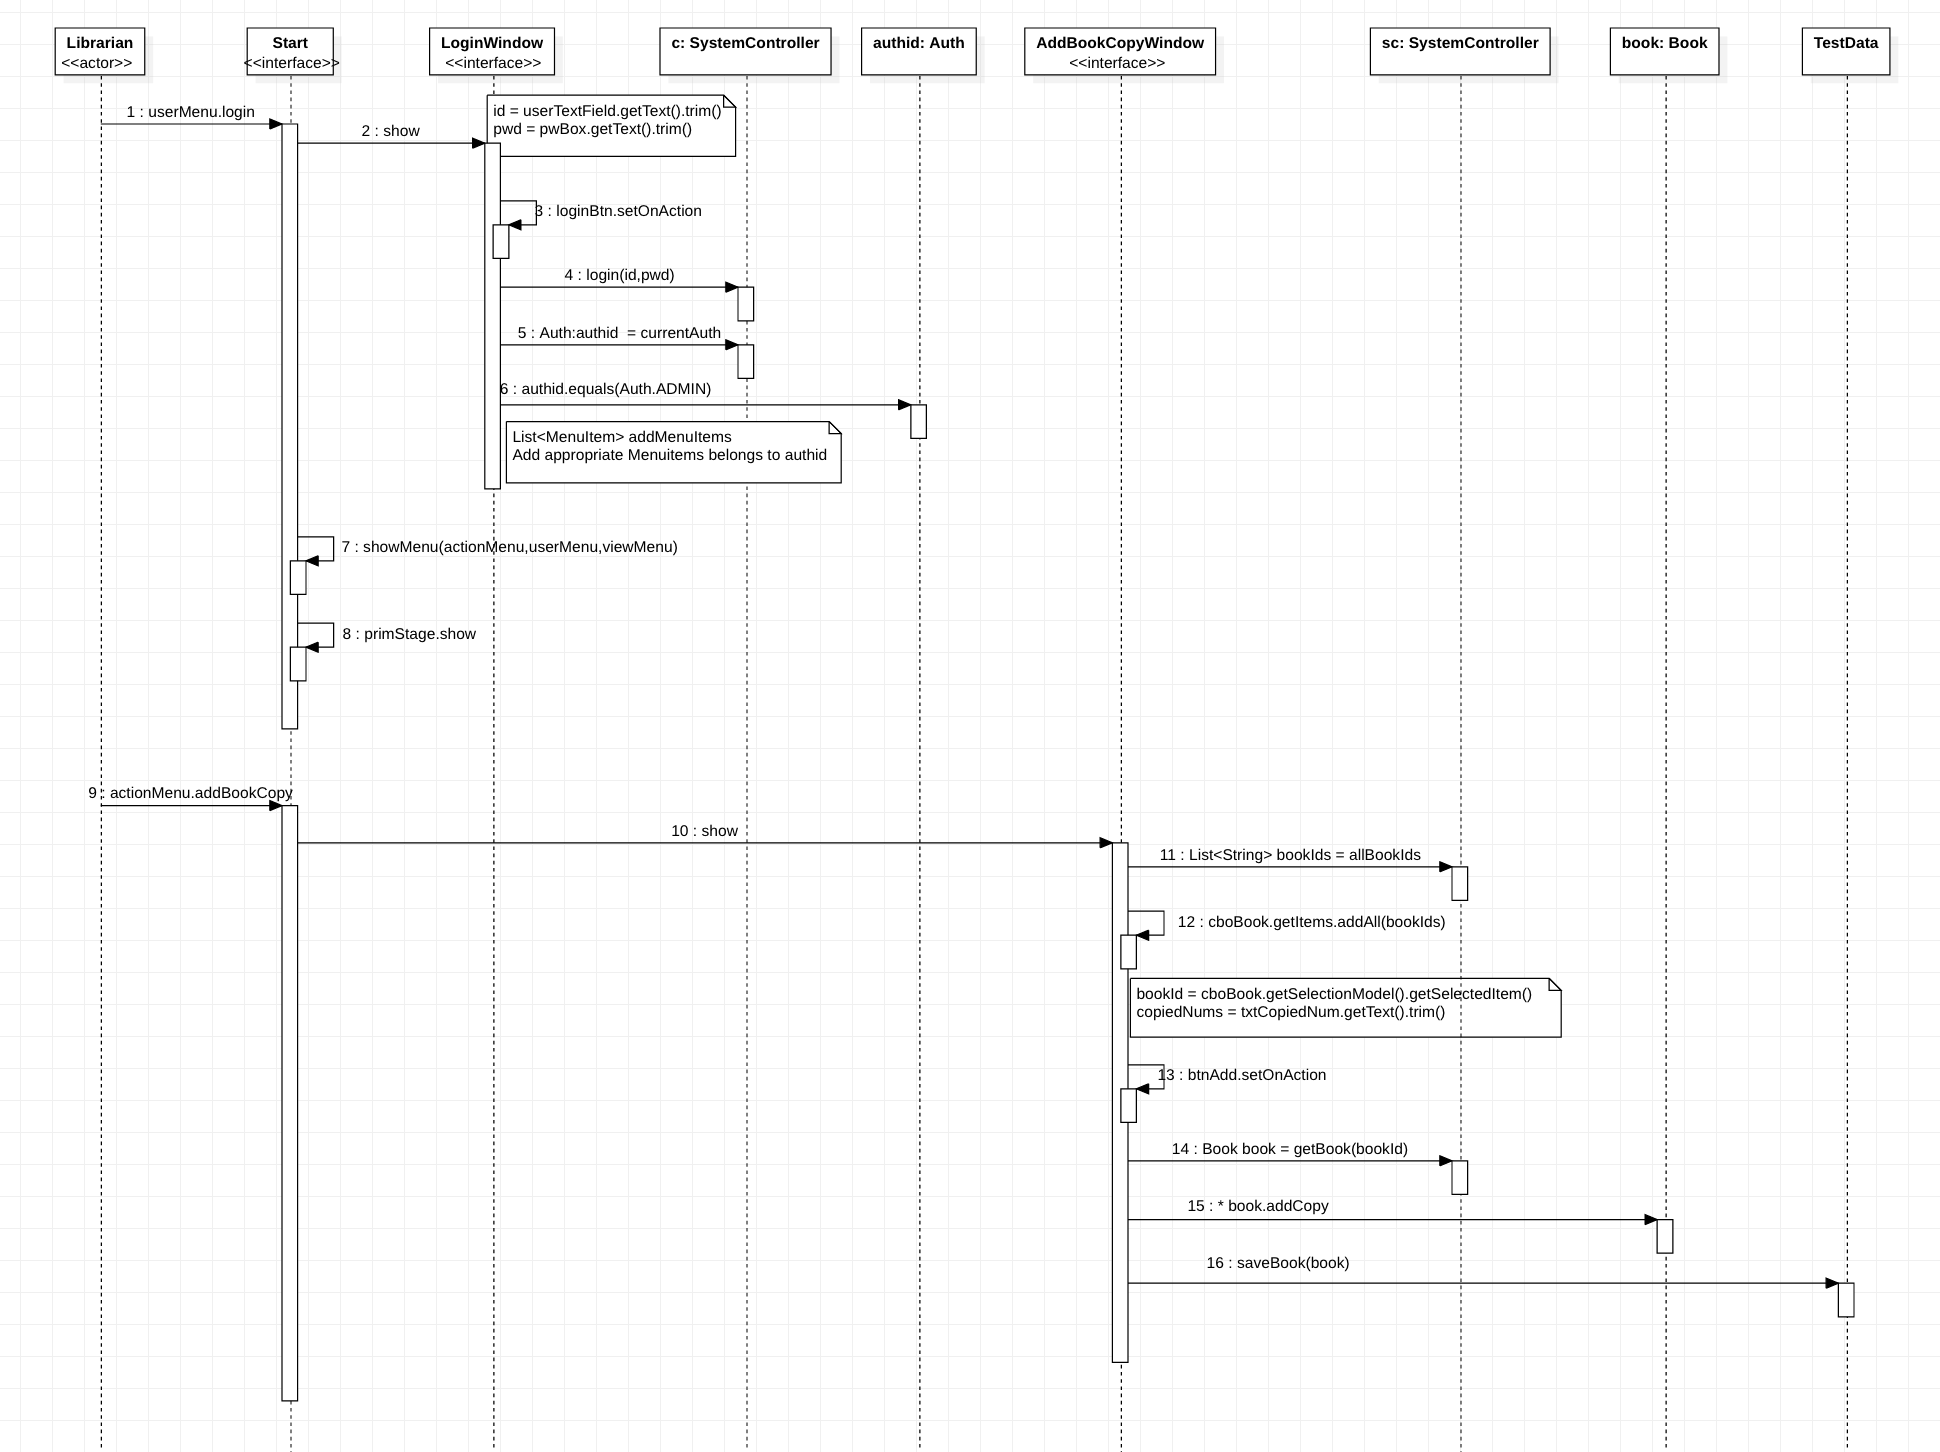 Librarian
<<actor>>
Start
<<interface>>
LoginWindow
<<interface>>
c: SystemController
authid: Auth
AddBookCopyWindow
<<interface>>
sc: SystemController
book: Book
TestData
1 : userMenu.login
2 : show
id = userTextField.getText().trim()
pwd = pwBox.getText().trim()
3 : loginBtn.setOnAction
4 : login(id,pwd)
5 : Auth:authid  = currentAuth
6 : authid.equals(Auth.ADMIN)
List<MenuItem> addMenuItems
Add appropriate Menuitems belongs to authid
7 : showMenu(actionMenu,userMenu,viewMenu)
8 : primStage.show
9 : actionMenu.addBookCopy
10 : show
11 : List<String> bookIds = allBookIds
12 : cboBook.getItems.addAll(bookIds)
bookId = cboBook.getSelectionModel().getSelectedItem()
copiedNums = txtCopiedNum.getText().trim()
13 : btnAdd.setOnAction
14 : Book book = getBook(bookId)
15 : * book.addCopy
16 : saveBook(book)